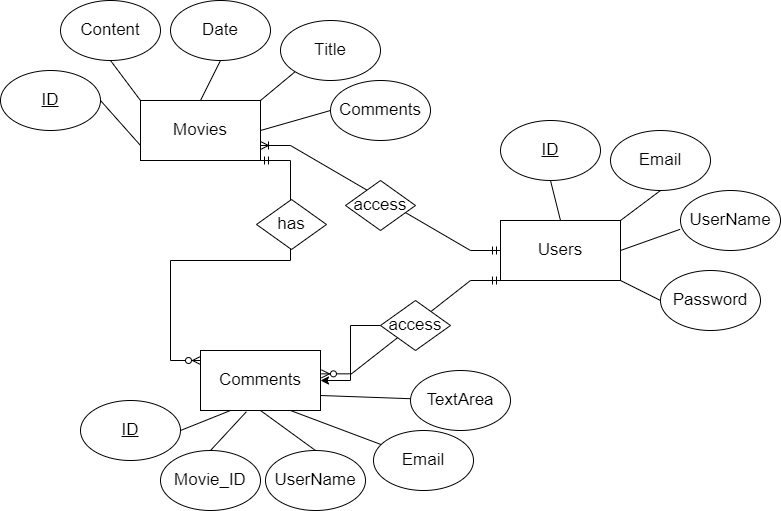 Content
Date
Title
ID
Comments
Movies
ID
Email
access
UserName
has
Users
Password
access
Comments
TextArea
ID
Email
Movie_ID
UserName